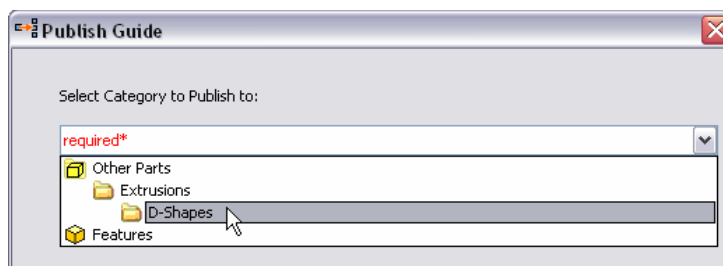 Publish Guide
Select Category to Publish to:
required*
Other Parts
Extrusions
D-Shapes
Features